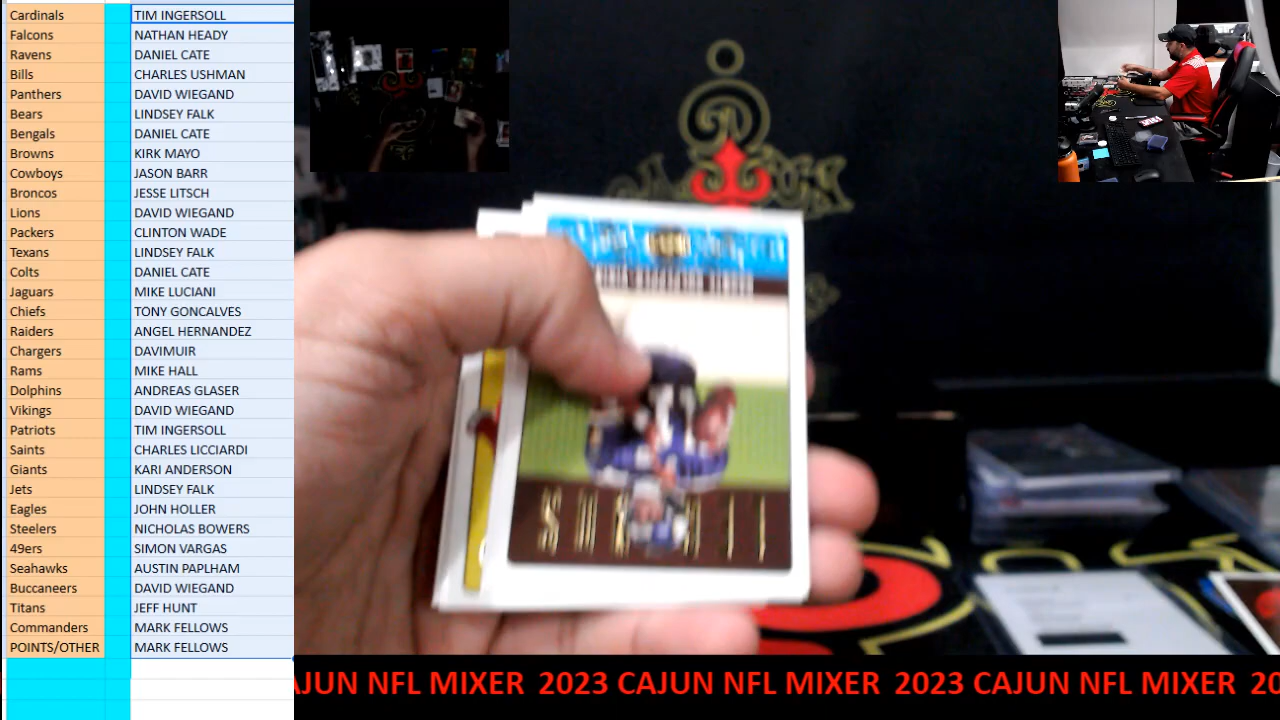 Cardinals TIM INGERSOLL
Falcons NATHAN HEADY
Ravens DANIEL CATE
Bills CHARLES USHMAN
Panthers DAVID WIEGAND
Bears LINDSEY FALK
Bengals DANIEL CATE
Browns KIRK MAYO
Cowboys JASON BARR
Broncos JESSE LITSCH
Lions DAVID WIEGAND
Packers CLINTON WADE
Texans LINDSEY FALK
Colts DANIEL CATE
Jaguars MIKE LUCIANI
Chiefs TONY GONCALVES
Raiders ANGEL HERNANDEZ
Chargers DAVIMUIR
Rams MIKE HALL
Dolphins ANDREAS GLASER
Vikings DAVID WIEGAND
Patriots TIM INGERSOLL
Saints CHARLES LICCIARDI
Giants KARI ANDERSON
Jets LINDSEY FALK
Eagles JOHN HOLLER
Steelers NICHOLAS BOWERS
49ers SIMON VARGAS
Seahawks AUSTIN PAPLHAM
Buccaneers DAVID WIEGAND
Titans JEFF HUNT
Commanders MARK FELLOWS
POINTS/OTHER MARK FELLOWS
AJUN NFL MIXER 2023 CAJUN NFL MIXER 2023 CAJUN NFL MIXER 20